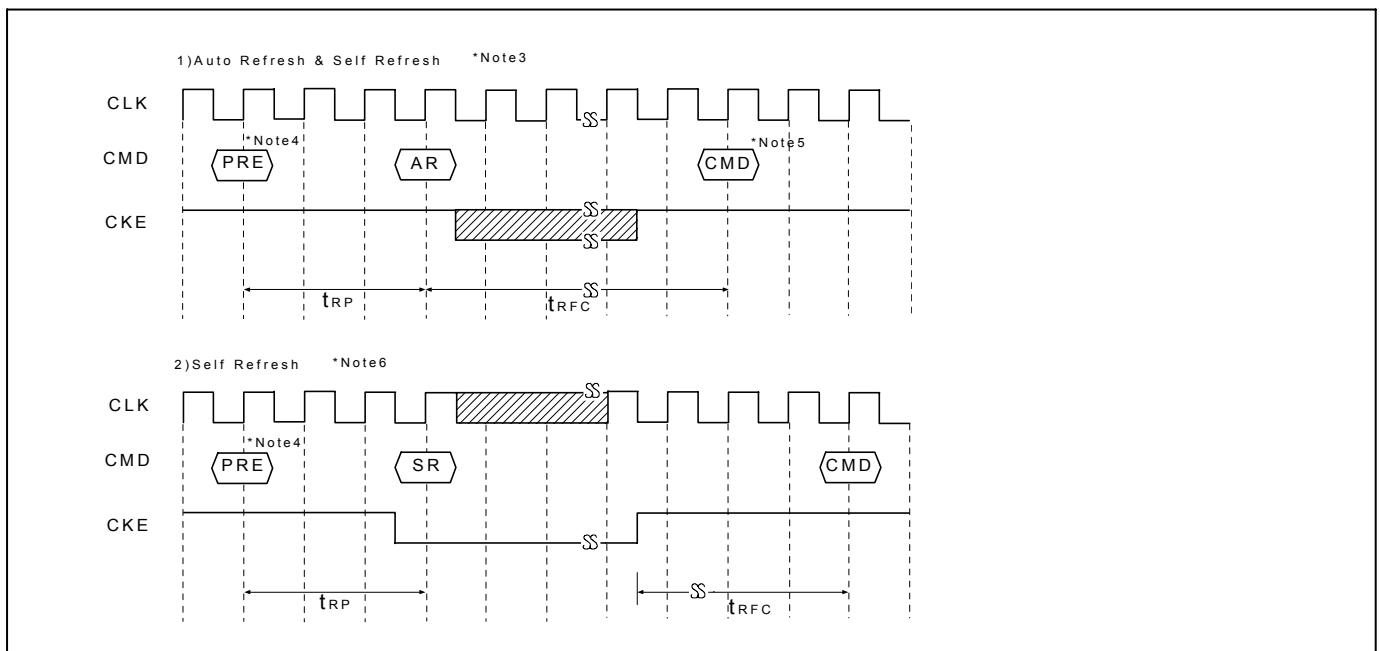 1)Auto Refresh & Self Refresh *Note3
CLK
CMD PRE *Note4 AR CMD *Note5
CKE
tRP tRFC
2)Self Refresh *Note6
CLK
CMD PRE *Note4 SR CMD
CKE
tRP tRFC